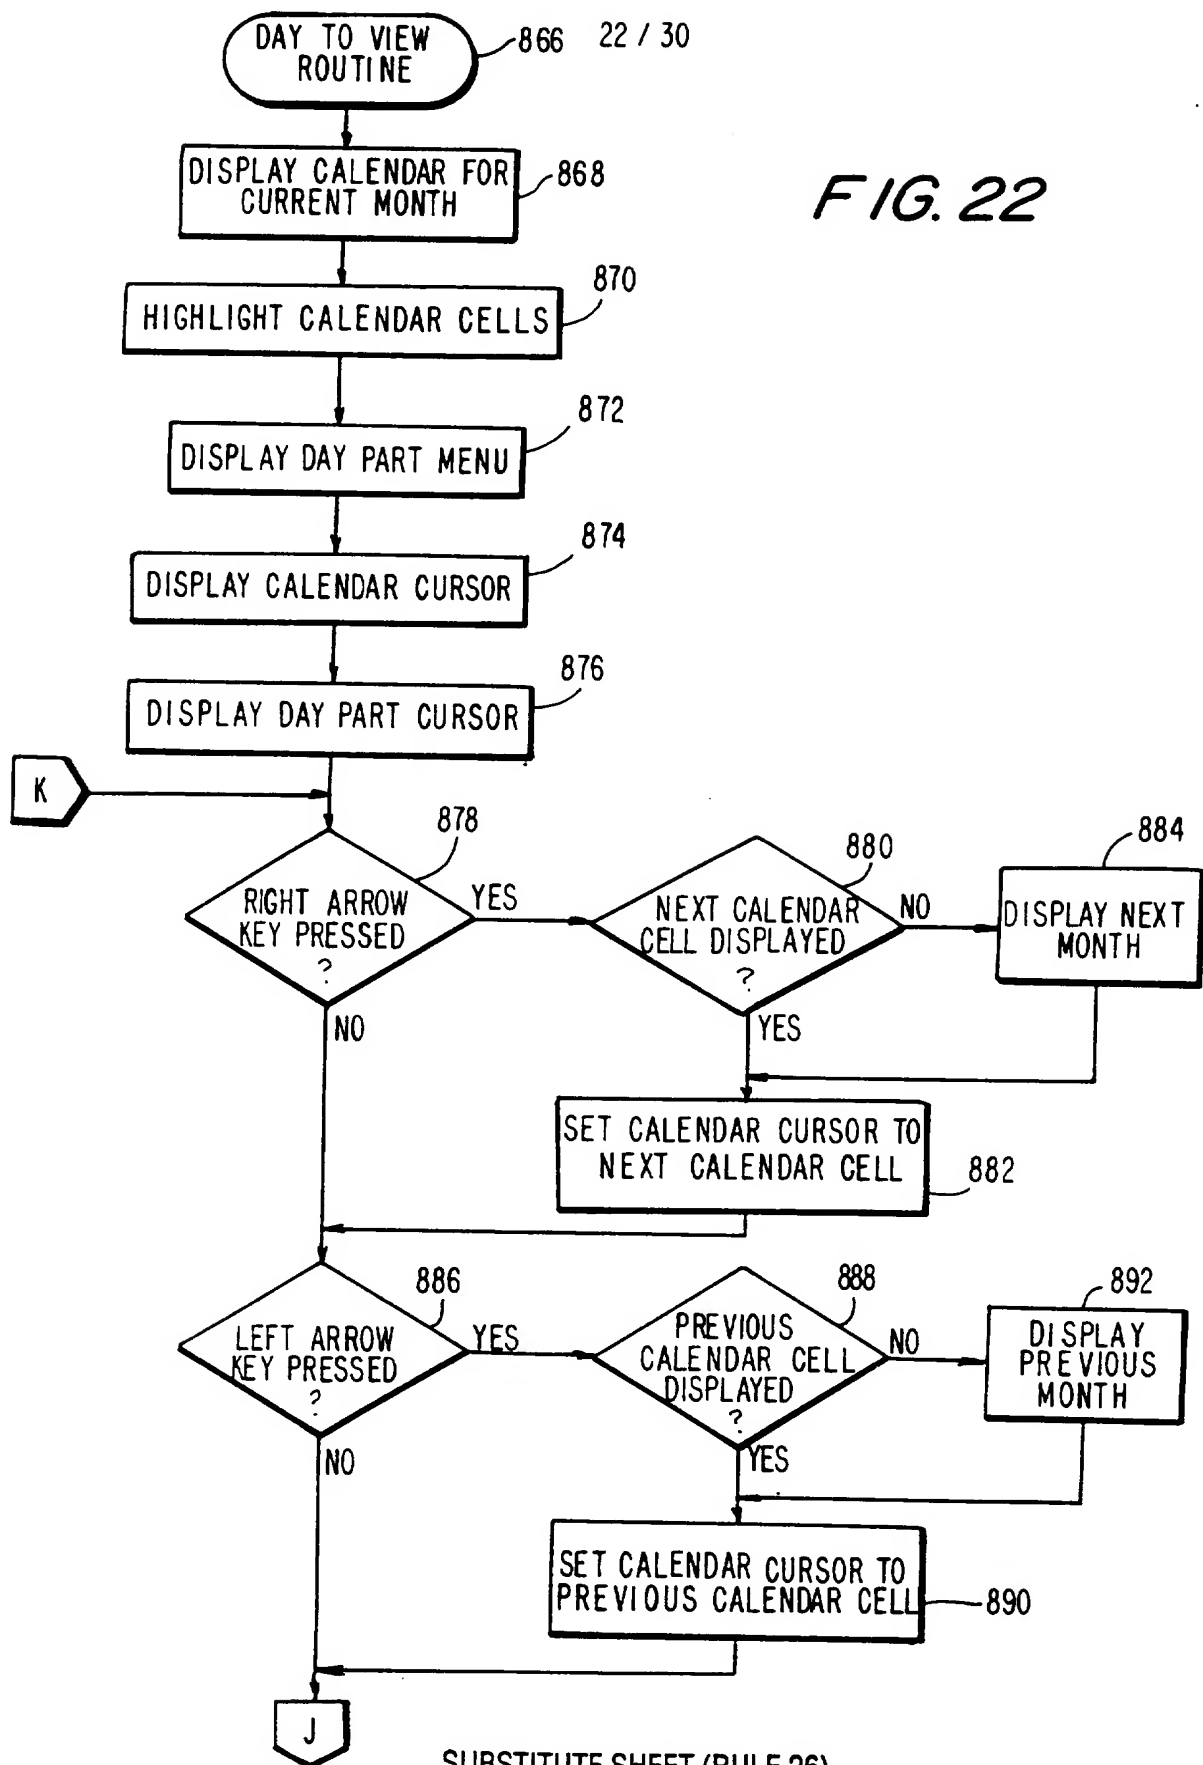 DAY TO VIEW
ROUTINE
866
22 / 30
DISPLAY CALENDAR FOR
CURRENT MONTH
868
FIG. 22
870
HIGHLIGHT CALENDAR CELLS
872
DISPLAY DAY PART MENU
874
DISPLAY CALENDAR CURSOR
876
DISPLAY DAY PART CURSOR
K
878
RIGHT ARROW
KEY PRESSED
?
YES
NO
880
NEXT CALENDAR
CELL DISPLAYED
?
NO
YES
884
DISPLAY NEXT
MONTH
SET CALENDAR CURSOR TO
NEXT CALENDAR CELL
882
886
LEFT ARROW
KEY PRESSED
?
YES
NO
888
PREVIOUS
CALENDAR CELL
DISPLAYED
?
NO
YES
892
DISPLAY
PREVIOUS
MONTH
SET CALENDAR CURSOR TO
PREVIOUS CALENDAR CELL
890
J
SUBSTITUTE SHEET (RULE 26)